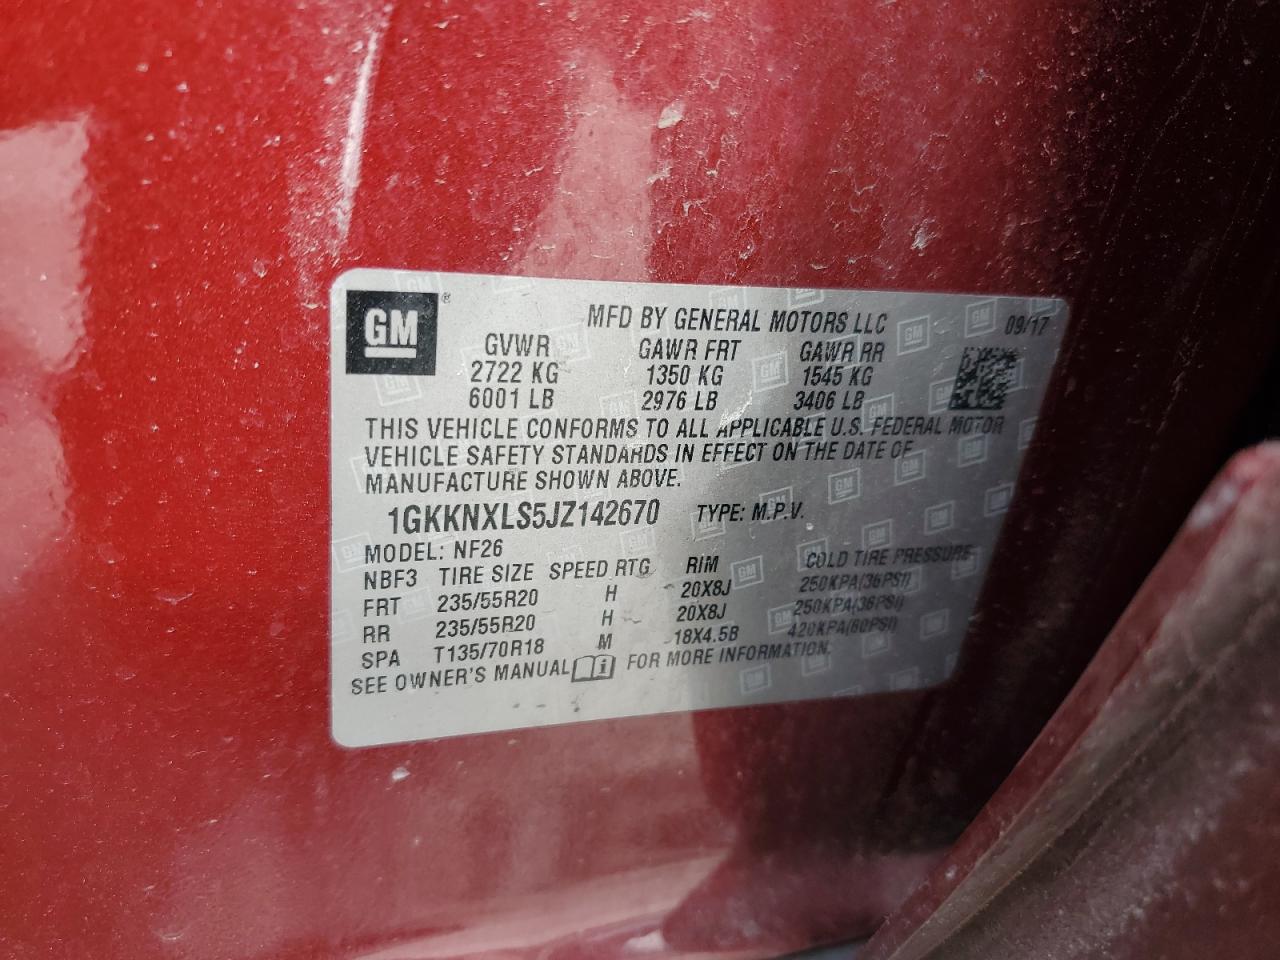 GM ®
MFD BY GENERAL MOTORS LLC 09/17
GVWR GAWR FRT GAWR RR
2722 KG 1350 KG 1545 KG
6001 LB 2976 LB 3406 LB
THIS VEHICLE CONFORMS TO ALL APPLICABLE U.S. FEDERAL MOTOR
VEHICLE SAFETY STANDARDS IN EFFECT ON THE DATE OF
MANUFACTURE SHOWN ABOVE.
1GKKNXLS5JZ142670 TYPE: M.P.V.
MODEL: NF26
NBF3 TIRE SIZE SPEED RTG RIM COLD TIRE PRESSURE
FRT 235/55R20 H 20X8J 250KPA(36PSI)
RR 235/55R20 H 20X8J 250KPA(36PSI)
SPA T135/70R18 M 18X4.5B 420KPA(60PSI)
SEE OWNER'S MANUAL FOR MORE INFORMATION.